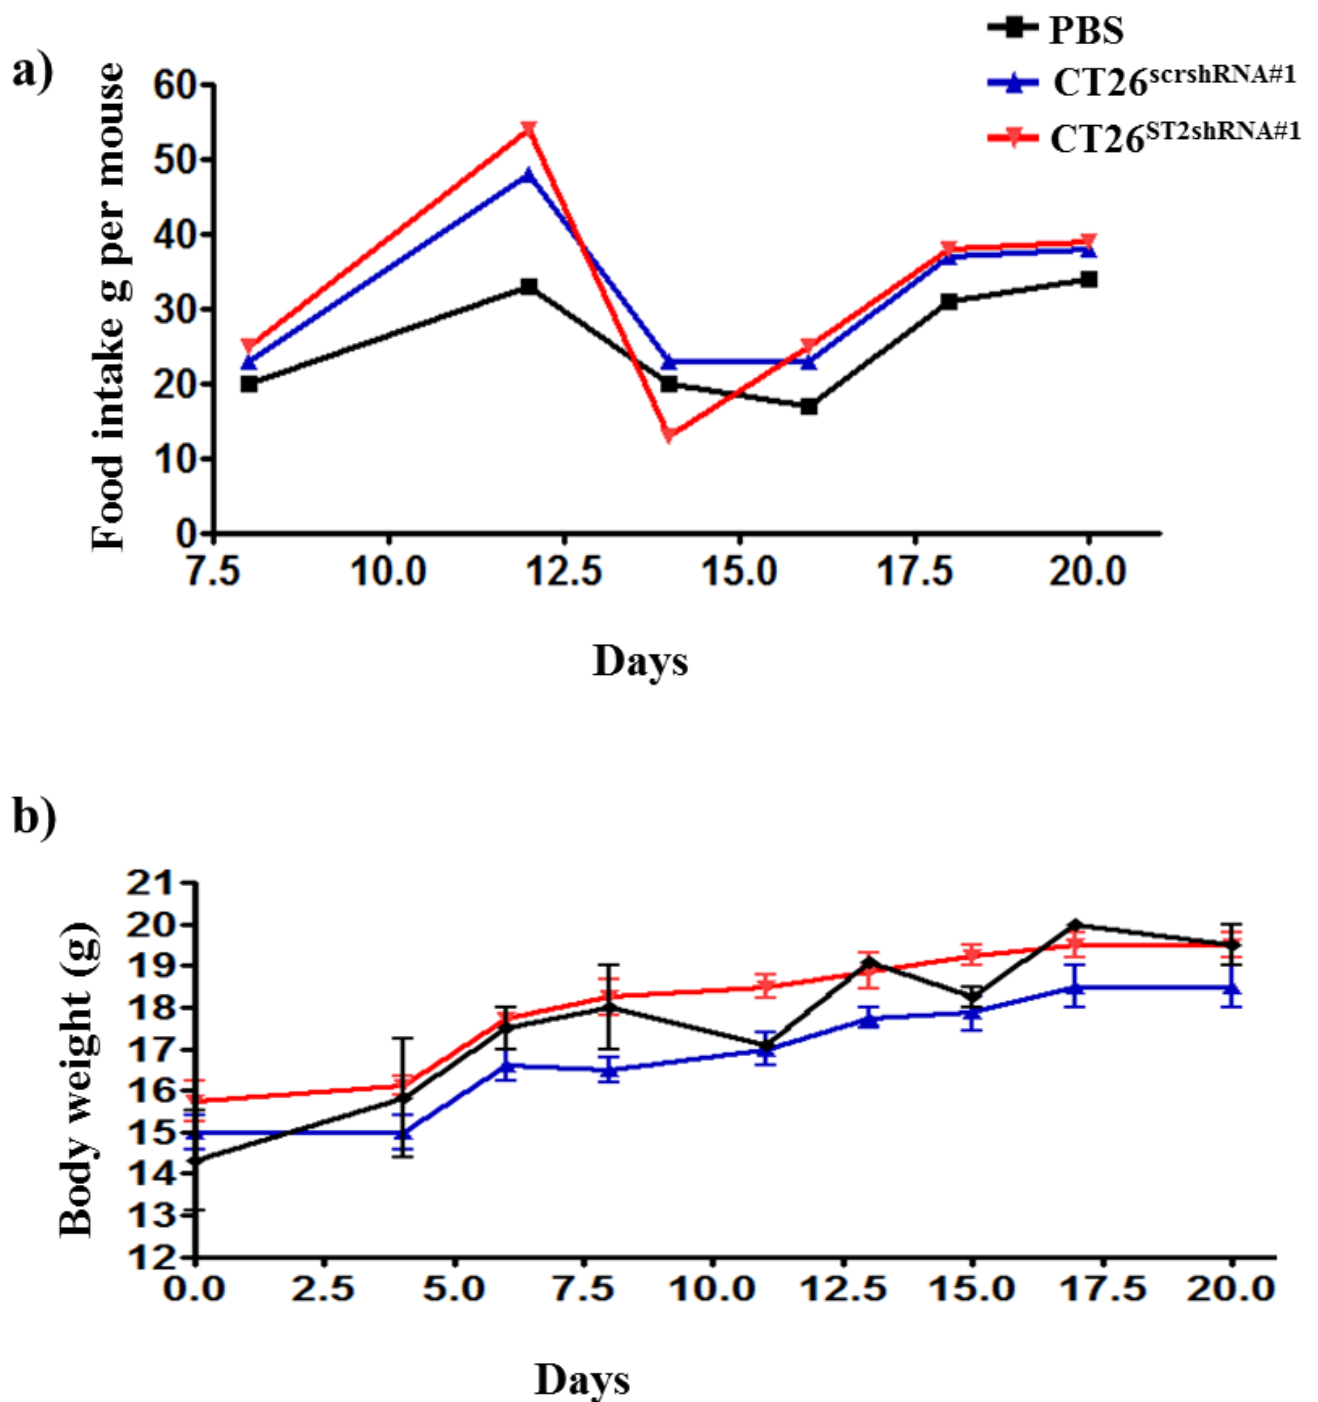 PBS
a)
CT26scrshRNA#1
CT26ST2shRNA#1
Food intake g per mouse
60
50
40
30
20
10
0
7.5 10.0 12.5 15.0 17.5 20.0
Days
b)
Body weight (g)
21
20
19
18
17
16
15
14
13
12
0.0 2.5 5.0 7.5 10.0 12.5 15.0 17.5 20.0
Days